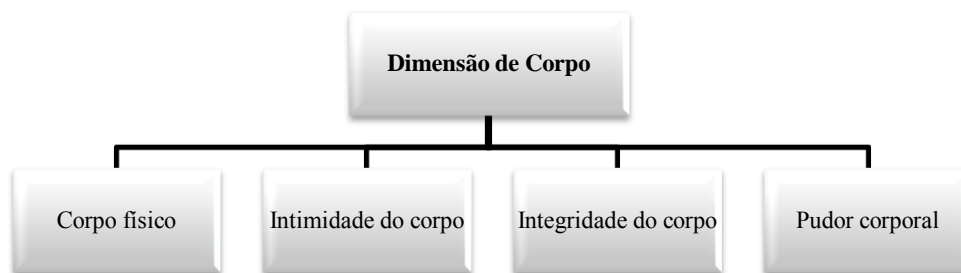 Dimensão de Corpo
Corpo físico
Intimidade do corpo
Integridade do corpo
Pudor corporal